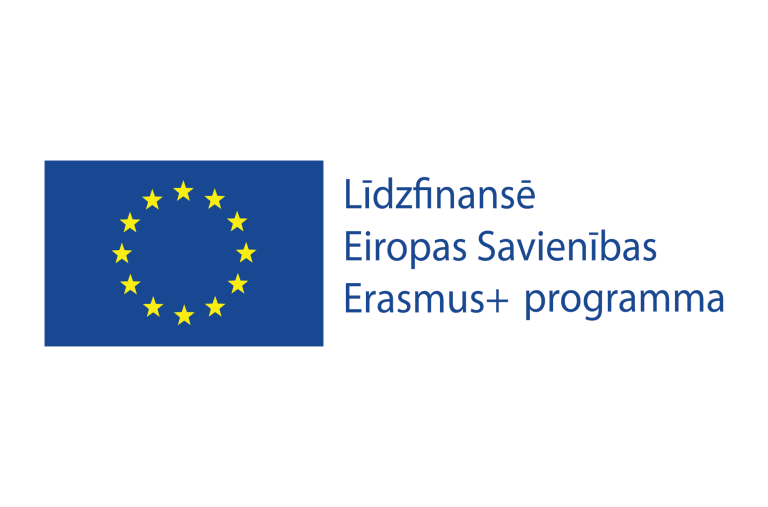 Līdzfinansē
Eiropas Savienības
Erasmus+ programma